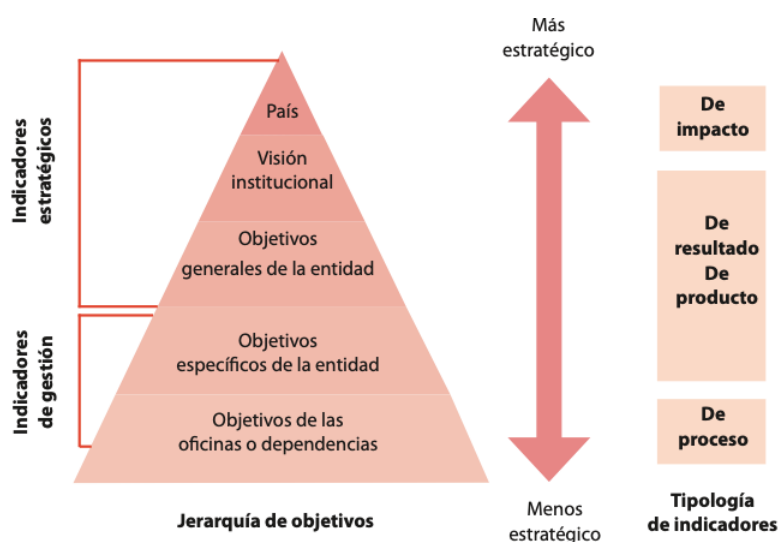 Más
estratégico
Indicadores
estratégicos
País
Visión
institucional
Objetivos
generales de la entidad
Indicadores
de gestión
Objetivos
específicos de la entidad
Objetivos de las
oficinas o dependencias
Jerarquía de objetivos
Menos
estratégico
De
impacto
De
resultado
De
producto
De
proceso
Tipología
de indicadores